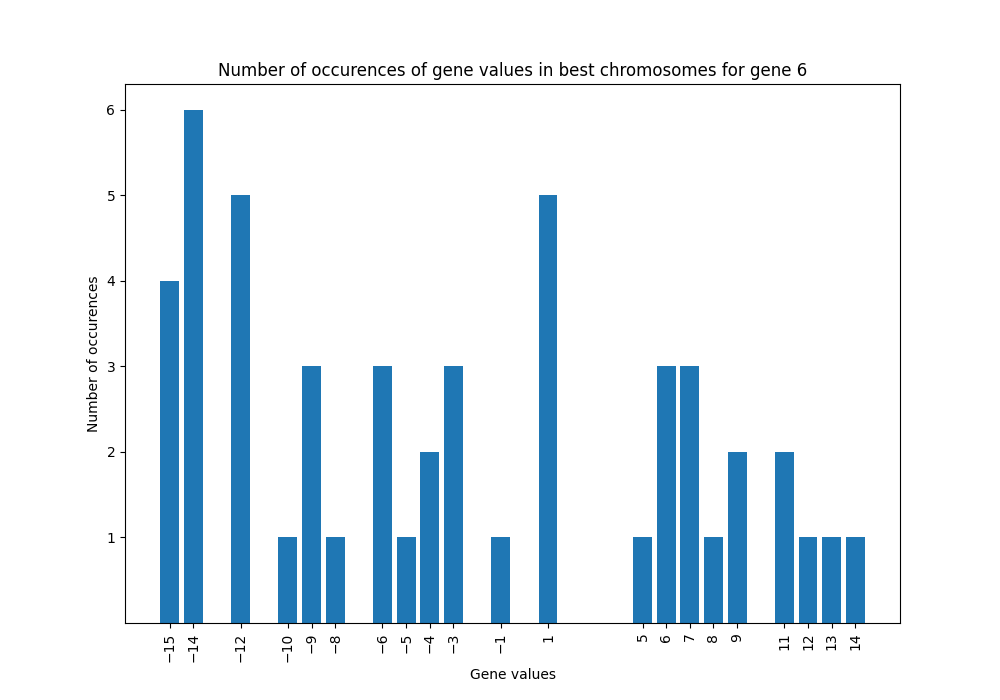 Number of occurences of gene values in best chromosomes for gene 6
6
5
4
3
2
1
Number of occurences
−15 −14 −12 −10 −9 −8 −6 −5 −4 −3 −1 1 5 6 7 8 9 11 12 13 14
Gene values